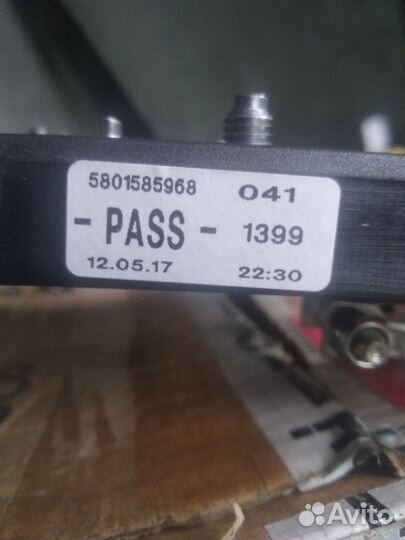 5801585968 041
- PASS - 1399
12.05.17 22:30
Avito